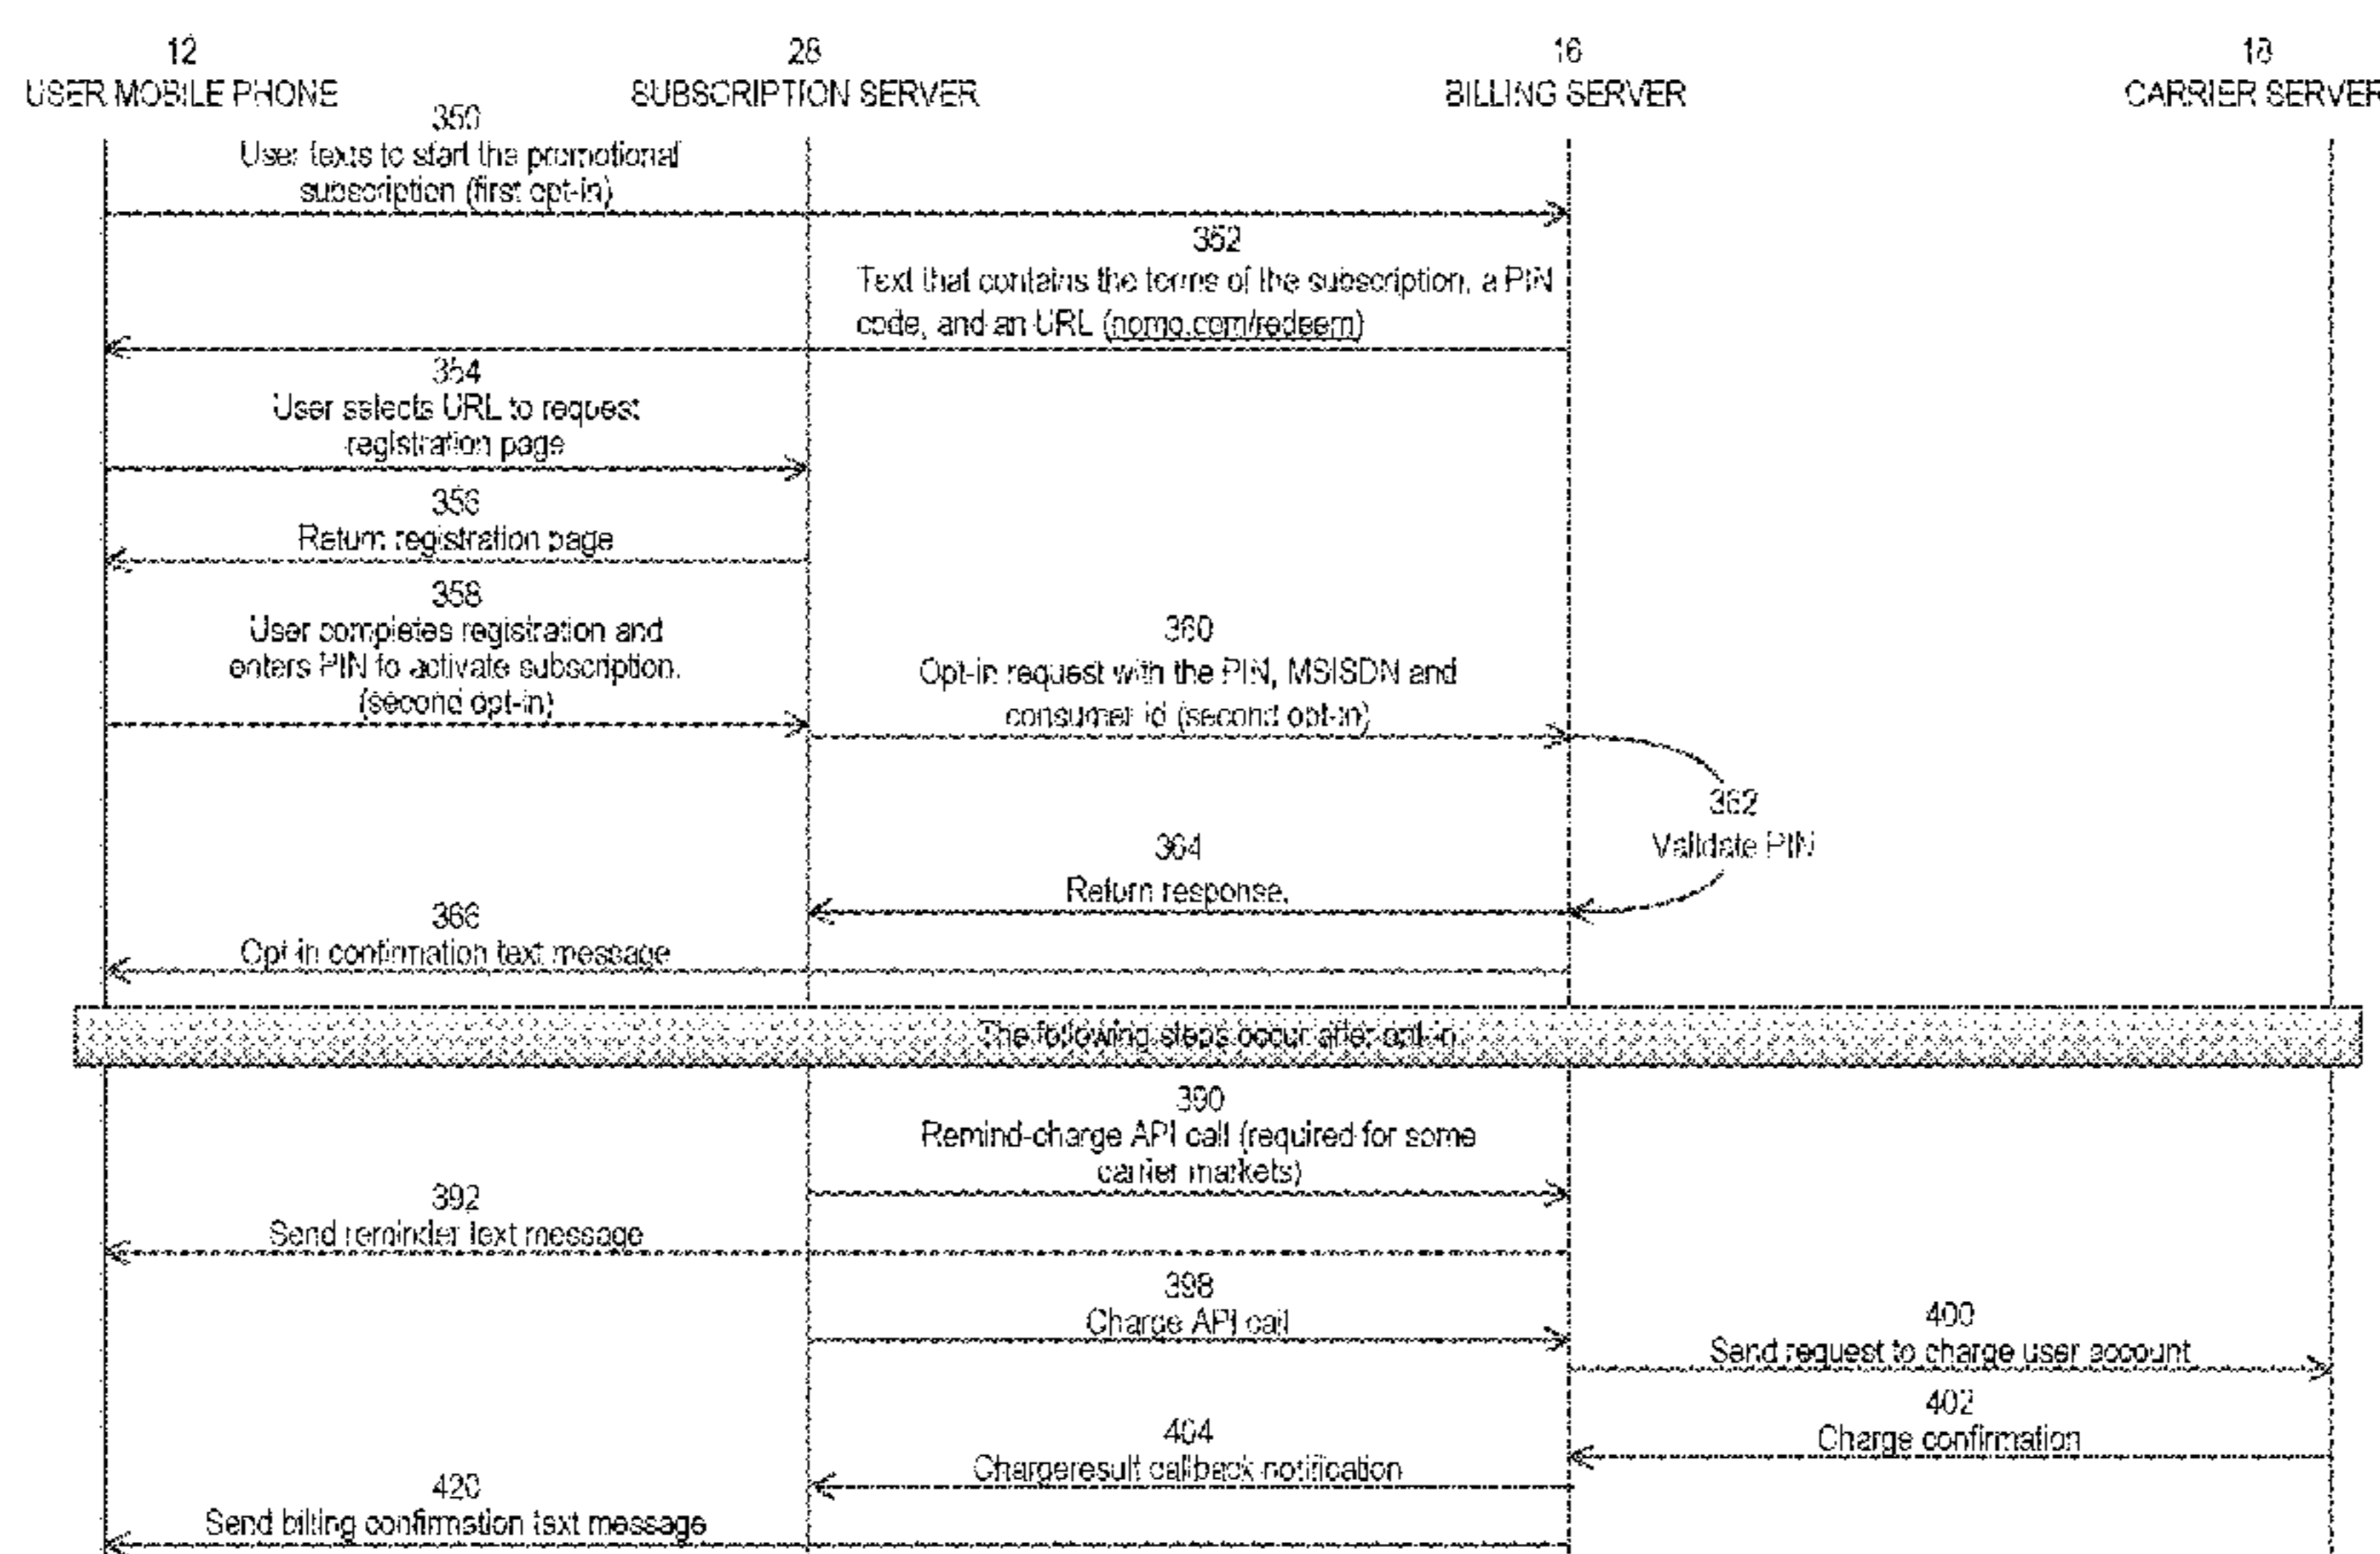 12
USER MOBILE PHONE
28
SUBSCRIPTION SERVER
16
BILLING SERVER
18
CARRIER SERVER
350
User texts to start the promotional
subscription (first opt-in)
352
Text that contains the terms of the subscription, a PIN
code, and an URL (nomo.com/redeem)
354
User selects URL to request
registration page
356
Return registration page
358
User completes registration and
enters PIN to activate subscription.
(second opt-in)
360
Opt-in request with the PIN, MSISDN and
consumer id (second opt-in)
362
Validate PIN
364
Return response.
366
Opt-in confirmation text message
The following steps occur after opt-in.
390
Remind-charge API call (required for some
carrier markets)
392
Send reminder text message
398
Charge API call
400
Send request to charge user account
402
Charge confirmation
404
Chargeresult callback notification
420
Send billing confirmation text message